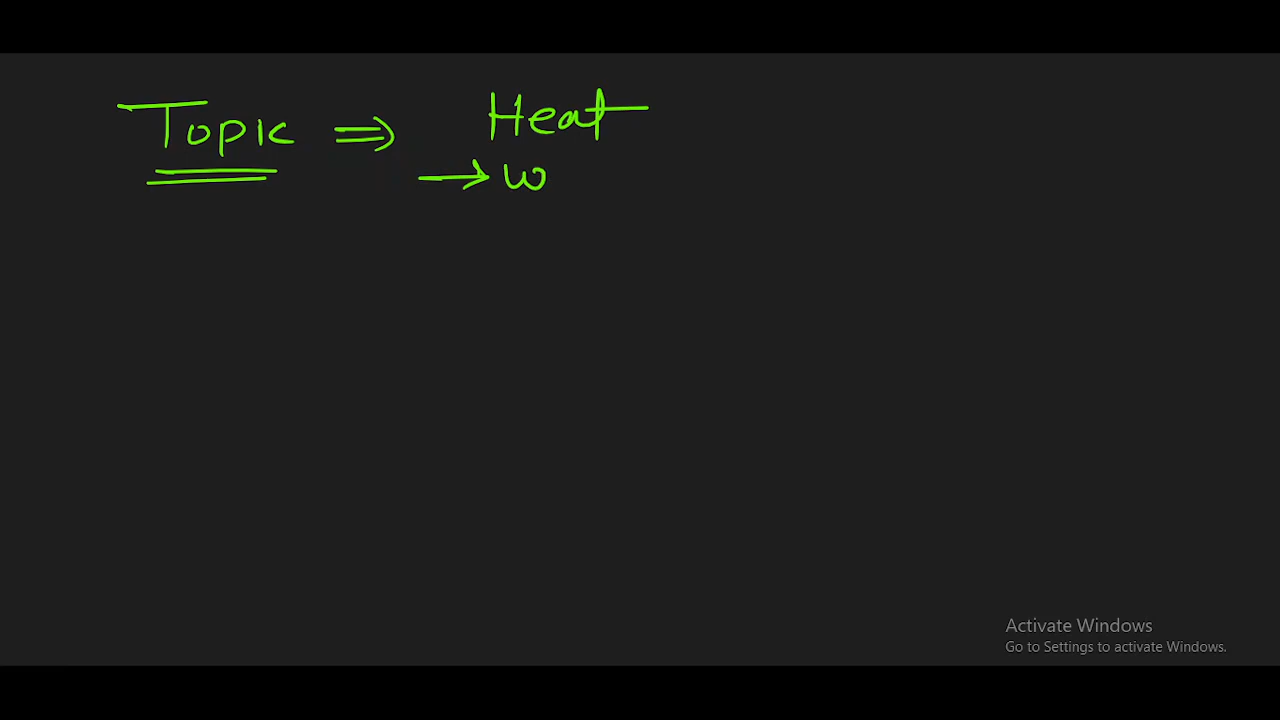 Topic ⇒ Heat
→ w
Activate Windows
Go to Settings to activate Windows.